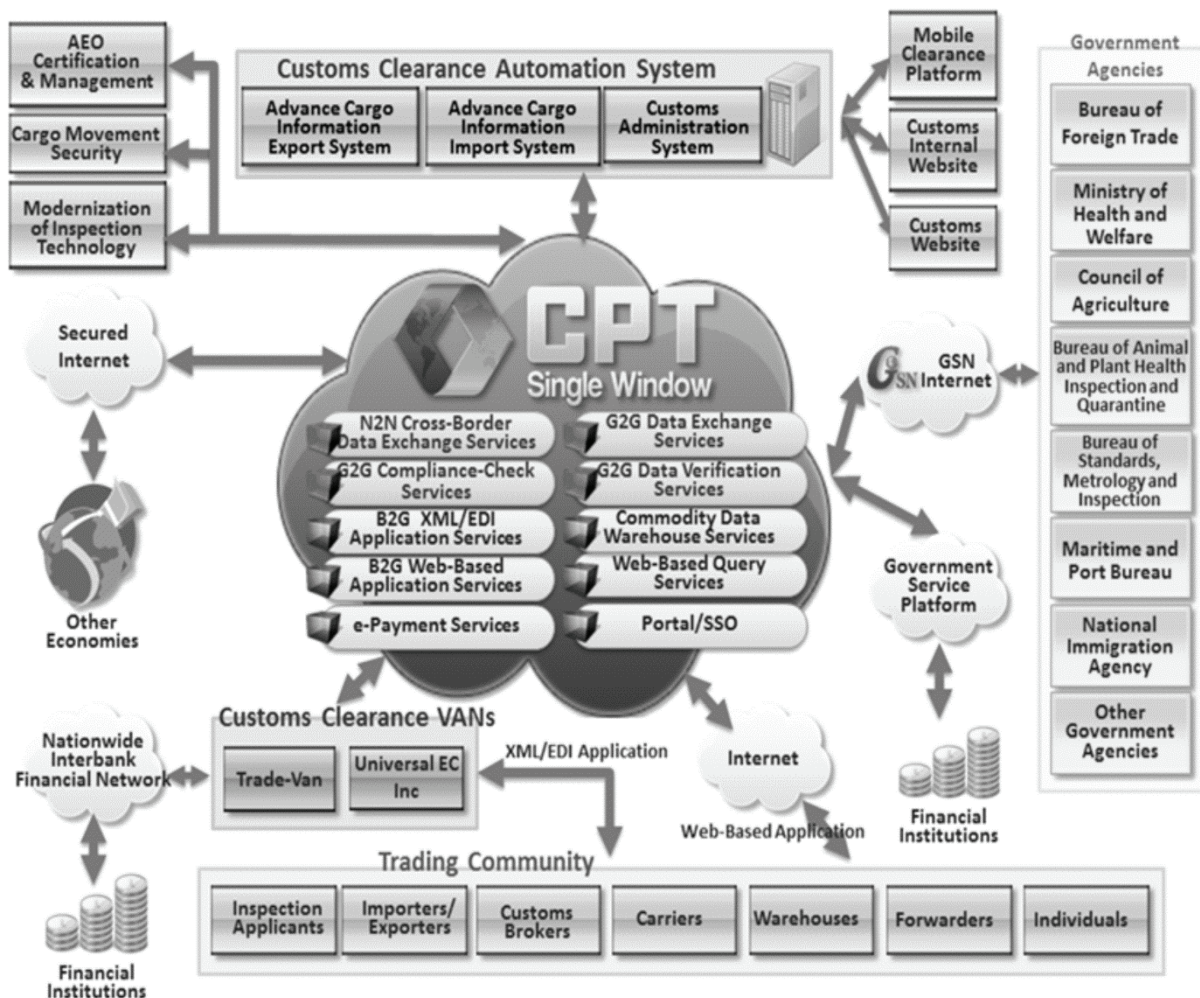 AEO
Certification
& Management
Cargo Movement
Security
Modernization
of Inspection
Technology
Customs Clearance Automation System
Advance Cargo
Information
Export System
Advance Cargo
Information
Import System
Customs
Administration
System
Mobile
Clearance
Platform
Customs
Internal
Website
Customs
Website
Government
Agencies
Bureau of
Foreign Trade
Ministry of
Health and
Welfare
Council of
Agriculture
Bureau of Animal
and Plant Health
Inspection and
Quarantine
Bureau of
Standards,
Metrology and
Inspection
Maritime and
Port Bureau
National
Immigration
Agency
Other
Government
Agencies
Secured
Internet
Other
Economies
CPT
Single Window
N2N Cross-Border
Data Exchange Services
G2G Data Exchange
Services
G2G Compliance-Check
Services
G2G Data Verification
Services
B2G XML/EDI
Application Services
Commodity Data
Warehouse Services
B2G Web-Based
Application Services
Web-Based Query
Services
e-Payment Services
Portal/SSO
GSN
GSN
Internet
Government
Service
Platform
Financial
Institutions
Customs Clearance VANs
Trade-Van
Universal EC
Inc
Nationwide
Interbank
Financial Network
Financial
Institutions
XML/EDI Application
Internet
Web-Based Application
Trading Community
Inspection
Applicants
Importers/
Exporters
Customs
Brokers
Carriers
Warehouses
Forwarders
Individuals